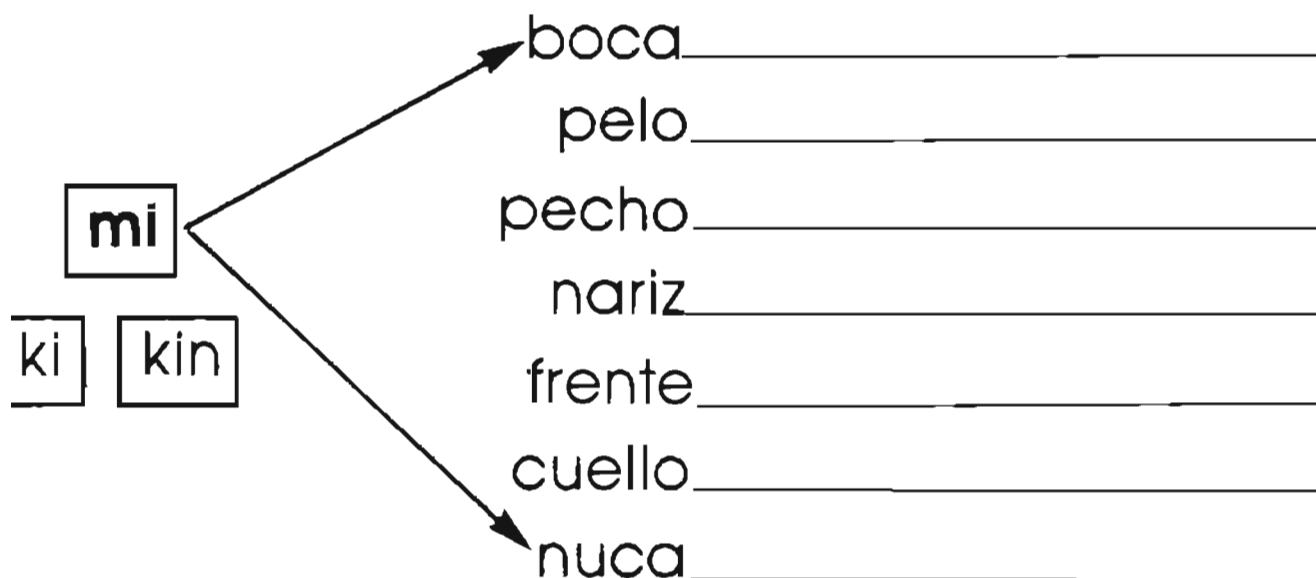 boca
pelo
pecho
mi
nariz
ki kin
frente
cuello
nuca